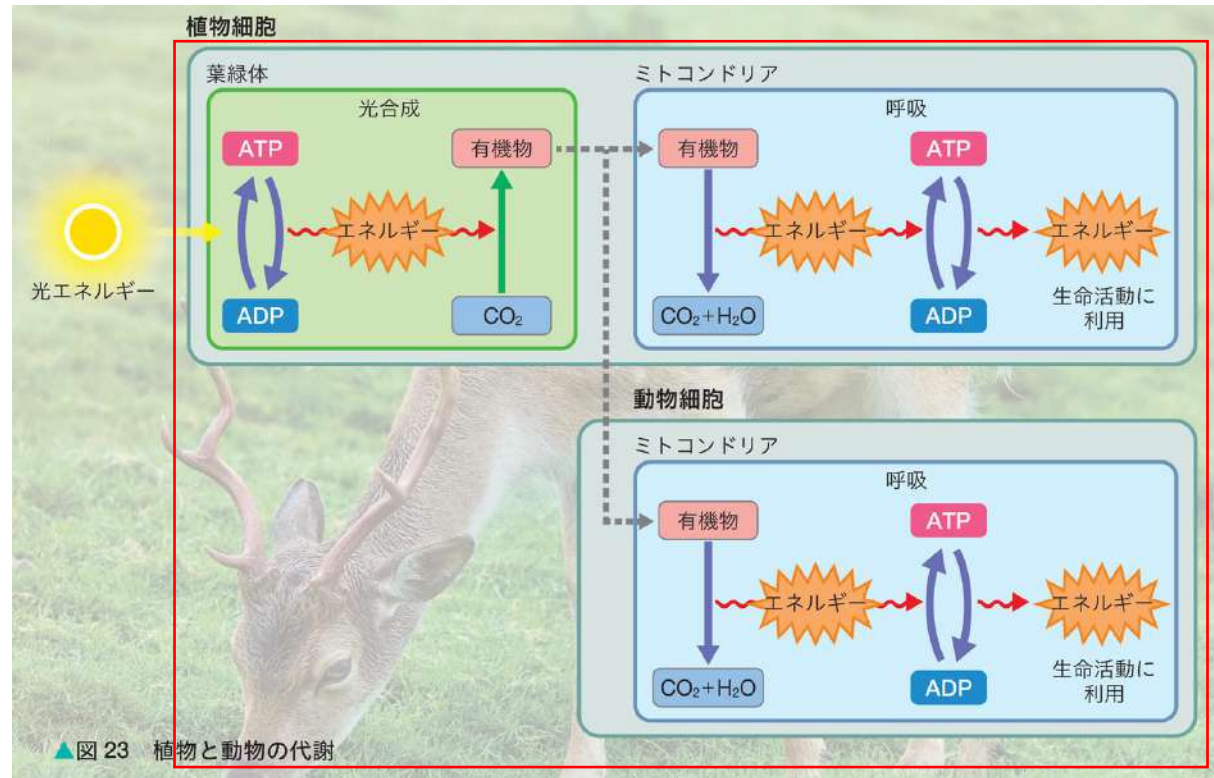 植物細胞
葉緑体
光合成
ATP
有機物
エネルギー
ADP
CO₂
光エネルギー
ミトコンドリア
呼吸
有機物
ATP
エネルギー
エネルギー
CO₂+H₂O
ADP
生命活動に
利用
動物細胞
ミトコンドリア
呼吸
有機物
ATP
エネルギー
エネルギー
CO₂+H₂O
ADP
生命活動に
利用
▲図 23 植物と動物の代謝